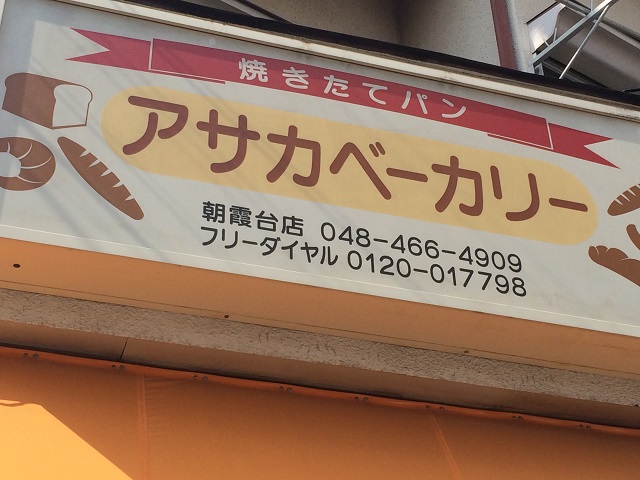 焼きたてパン
アサカベーカリー
朝霞台店 048-466-4909
フリーダイヤル 0120-017798